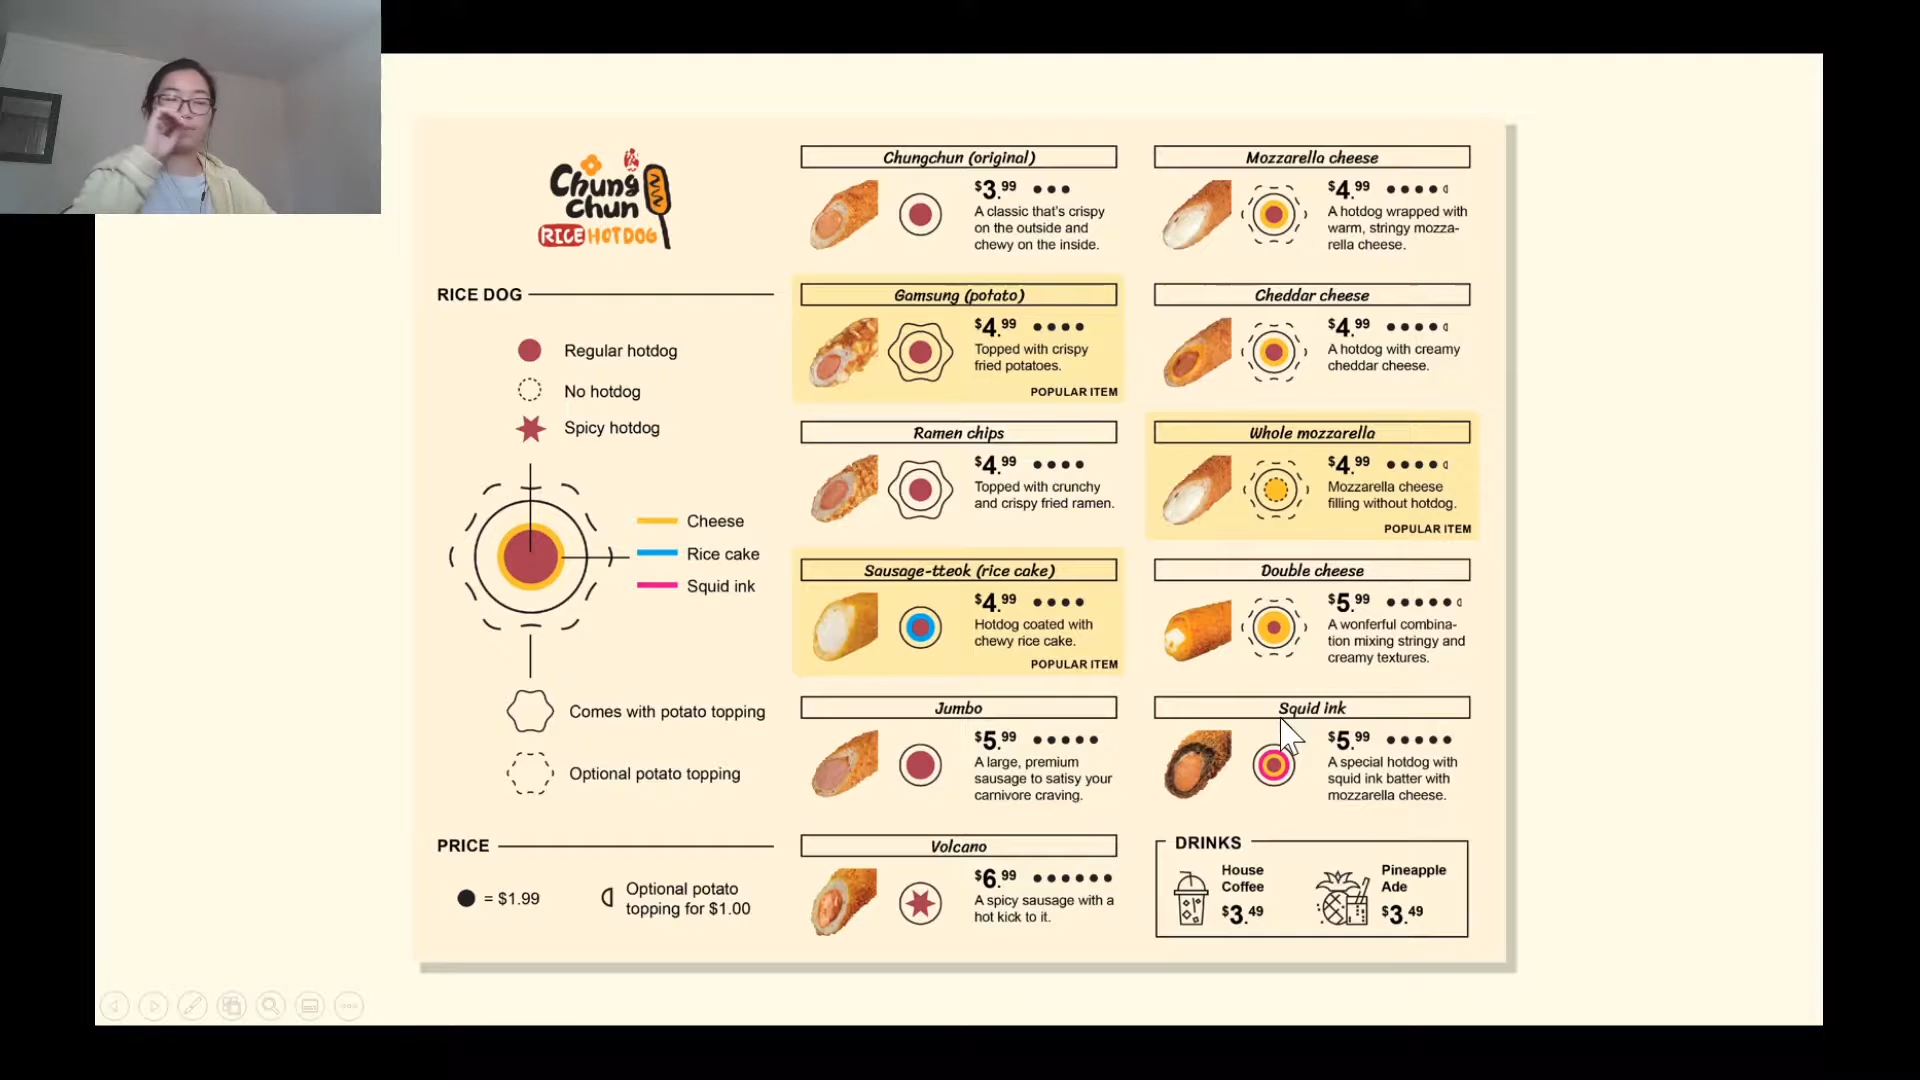 Chung
chun
RICE HOTDOG
RICE DOG
Regular hotdog
No hotdog
Spicy hotdog
Cheese
Rice cake
Squid ink
Comes with potato topping
Optional potato topping
PRICE
= $1.99
Optional potato
topping for $1.00
Chungchun (original)
$3.99
A classic that's crispy
on the outside and
chewy on the inside.
Gamsung (potato)
$4.99
Topped with crispy
fried potatoes.
POPULAR ITEM
Ramen chips
$4.99
Topped with crunchy
and crispy fried ramen.
Sausage-tteok (rice cake)
$4.99
Hotdog coated with
chewy rice cake.
POPULAR ITEM
Jumbo
$5.99
A large, premium
sausage to satisy your
carnivore craving.
Volcano
$6.99
A spicy sausage with a
hot kick to it.
Mozzarella cheese
$4.99
A hotdog wrapped with
warm, stringy mozza-
rella cheese.
Cheddar cheese
$4.99
A hotdog with creamy
cheddar cheese.
Whole mozzarella
$4.99
Mozzarella cheese
filling without hotdog.
POPULAR ITEM
Double cheese
$5.99
A wonferful combina-
tion mixing stringy and
creamy textures.
Squid ink
$5.99
A special hotdog with
squid ink batter with
mozzarella cheese.
DRINKS
House
Coffee
$3.49
Pineapple
Ade
$3.49